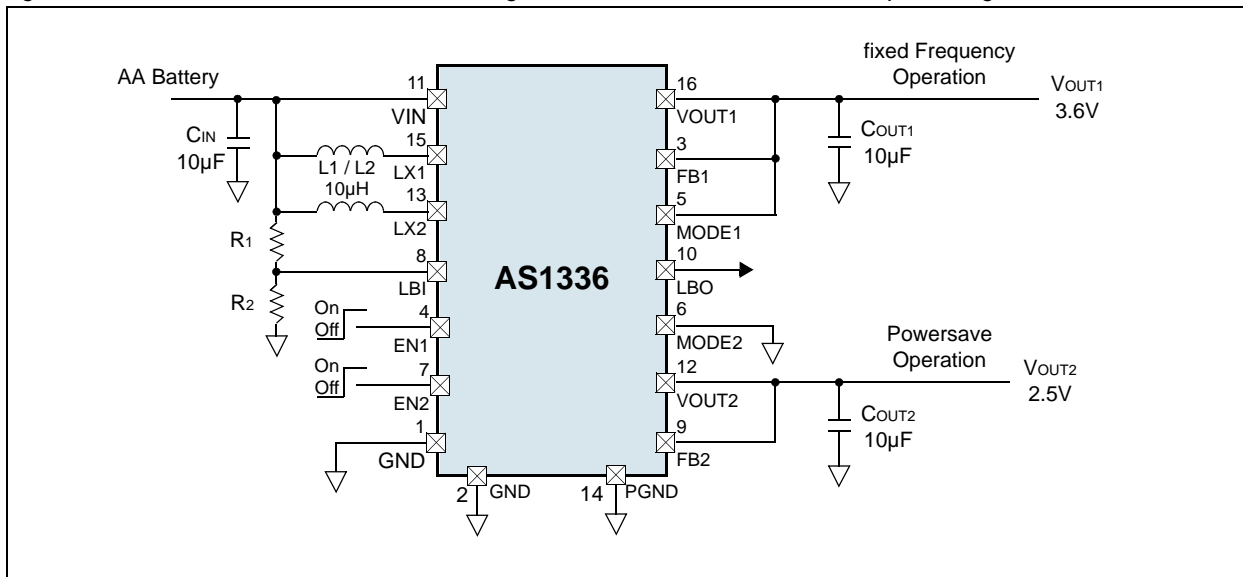 AA Battery
CIN
10µF
11
VIN
15
LX1
L1 / L2
10µH
13
LX2
R1
8
LBI
R2
On
Off
4
EN1
On
Off
7
EN2
1
GND
2
GND
14
PGND
AS1336
16
VOUT1
3
FB1
5
MODE1
10
LBO
6
MODE2
12
VOUT2
9
FB2
fixed Frequency
Operation
VOUT1
3.6V
COUT1
10µF
Powersave
Operation
VOUT2
2.5V
COUT2
10µF